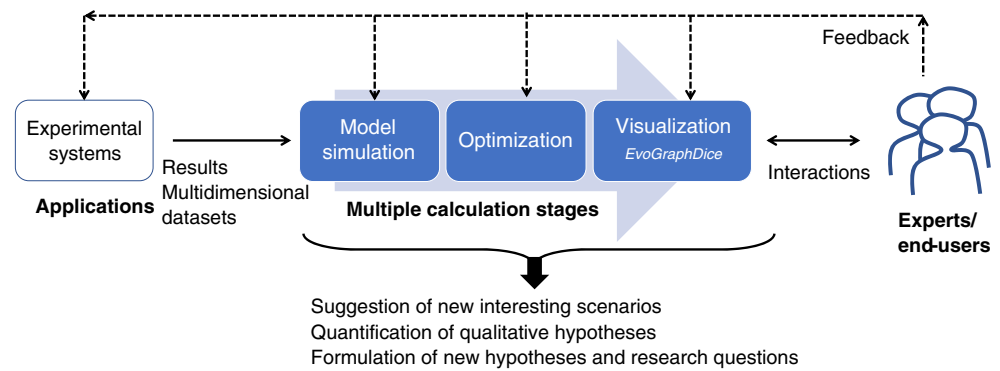 Feedback
Experimental
systems
Model
simulation
Optimization
Visualization
EvoGraphDice
Results
Multidimensional
datasets
Interactions
Applications
Multiple calculation stages
Experts/
end-users
Suggestion of new interesting scenarios
Quantification of qualitative hypotheses
Formulation of new hypotheses and research questions